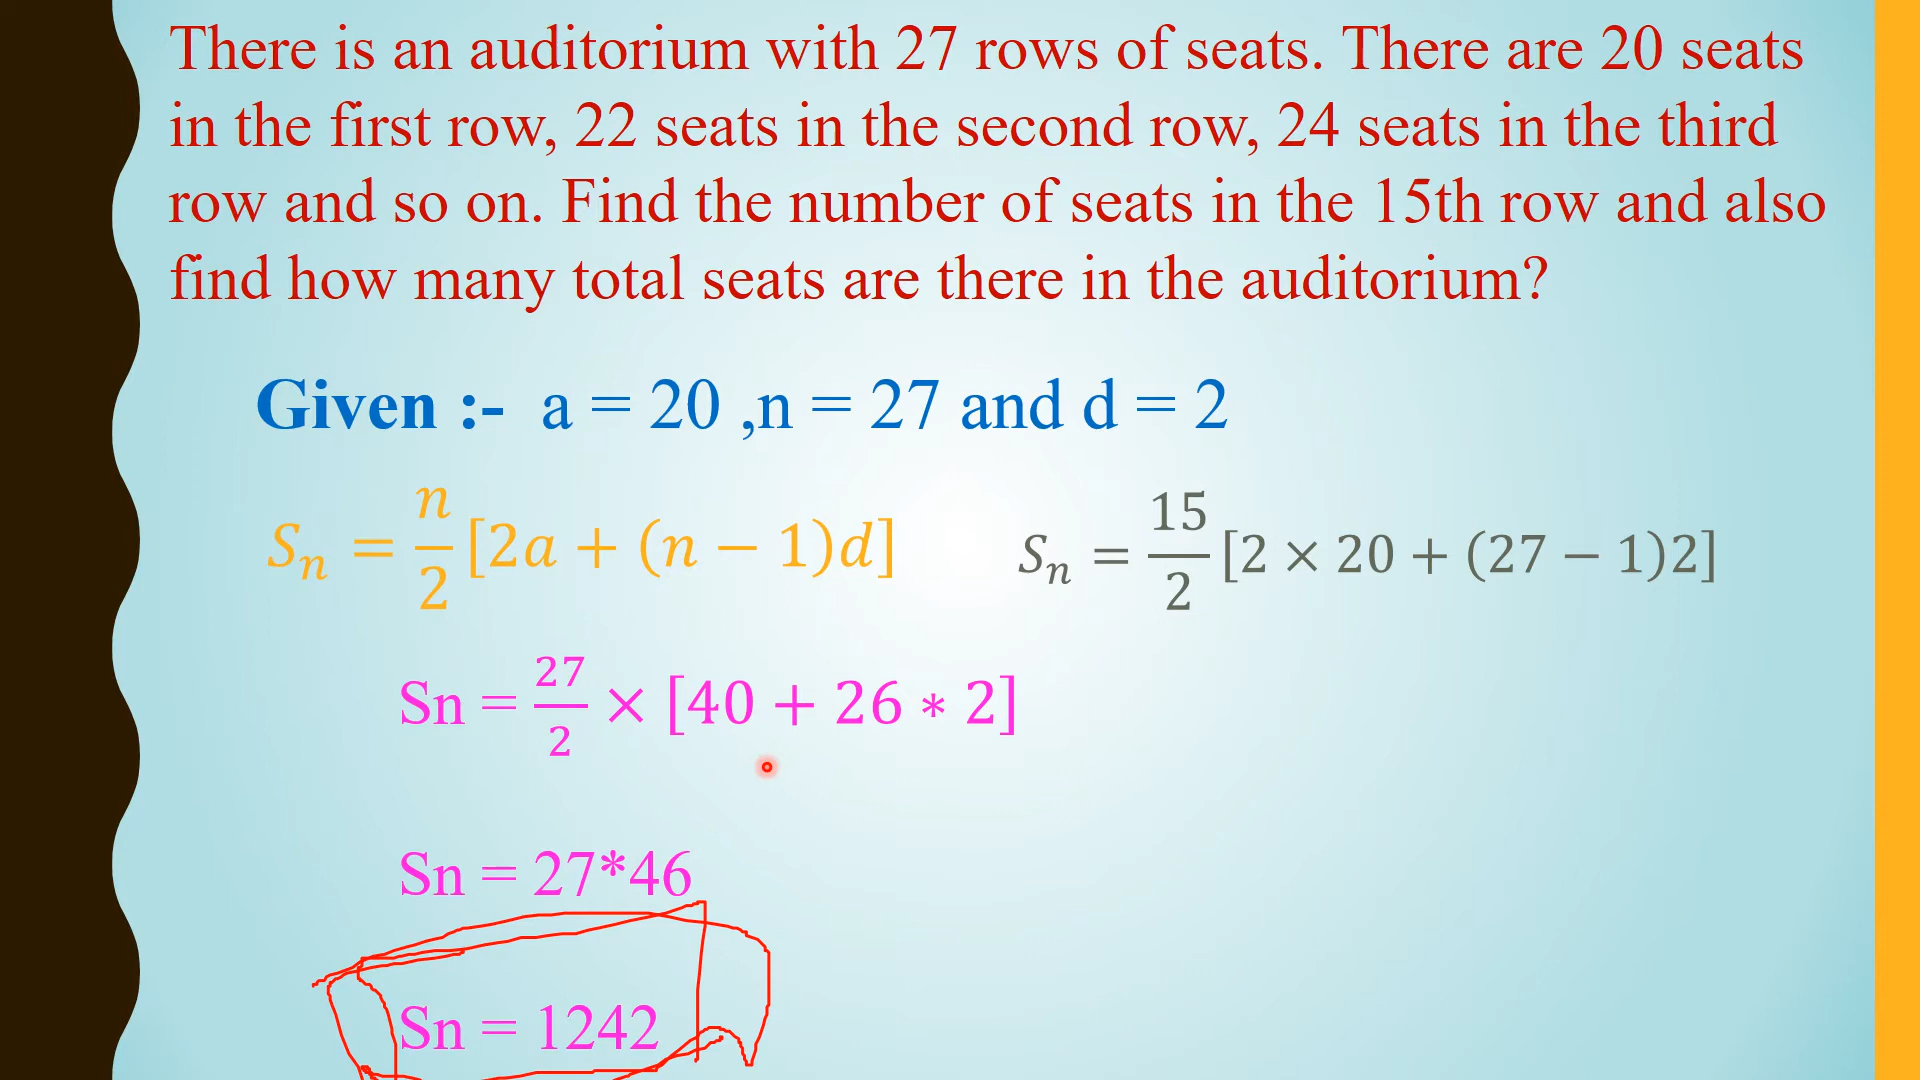 There is an auditorium with 27 rows of seats. There are 20 seats
in the first row, 22 seats in the second row, 24 seats in the third
row and so on. Find the number of seats in the 15th row and also
find how many total seats are there in the auditorium?
Given :- a = 20 ,n = 27 and d = 2
Sₙ = n/2 [2a + (n − 1)d]
Sₙ = 15/2 [2 × 20 + (27 − 1)2]
Sn = 27/2 × [40 + 26 ∗ 2]
Sn = 27*46
Sn = 1242